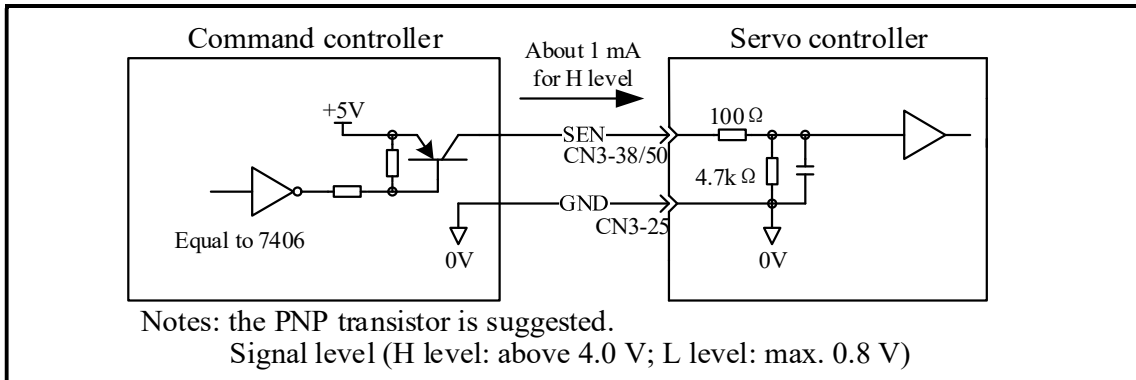 Command controller
About 1 mA
for H level
Servo controller
+5V
SEN
CN3-38/50
100 Ω
4.7k Ω
GND
CN3-25
Equal to 7406
0V
0V
Notes: the PNP transistor is suggested.
Signal level (H level: above 4.0 V; L level: max. 0.8 V)